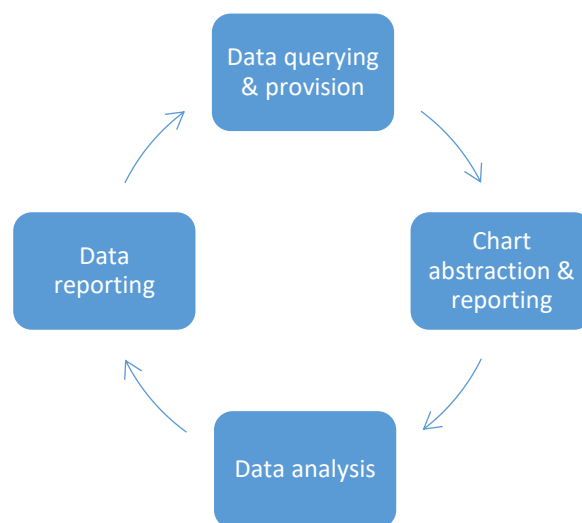 Data querying
& provision
Chart
abstraction &
reporting
Data analysis
Data
reporting